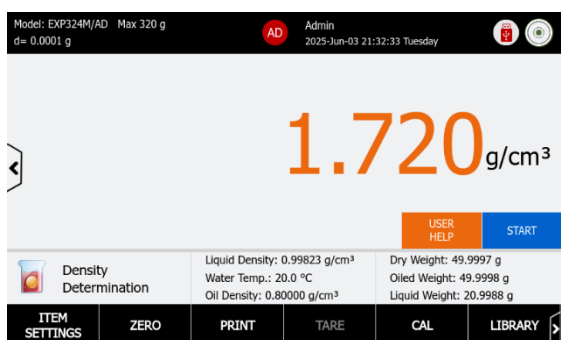 Model: EXP324M/AD Max 320 g
d= 0.0001 g
AD
Admin
2025-Jun-03 21:32:33 Tuesday
1.720 g/cm³
USER
HELP
START
Density
Determination
Liquid Density: 0.99823 g/cm³
Water Temp.: 20.0 °C
Oil Density: 0.80000 g/cm³
Dry Weight: 49.9997 g
Oiled Weight: 49.9998 g
Liquid Weight: 20.9988 g
ITEM
SETTINGS
ZERO
PRINT
TARE
CAL
LIBRARY